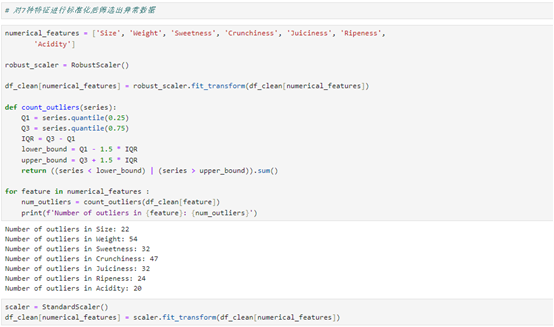 # 对7种特征进行标准化后筛选出异常数据
numerical_features = ['Size', 'Weight', 'Sweetness', 'Crunchiness', 'Juiciness', 'Ripeness',
'Acidity']
robust_scaler = RobustScaler()
df_clean[numerical_features] = robust_scaler.fit_transform(df_clean[numerical_features])
def count_outliers(series):
Q1 = series.quantile(0.25)
Q3 = series.quantile(0.75)
IQR = Q3 - Q1
lower_bound = Q1 - 1.5 * IQR
upper_bound = Q3 + 1.5 * IQR
return ((series < lower_bound) | (series > upper_bound)).sum()
for feature in numerical_features :
num_outliers = count_outliers(df_clean[feature])
print(f'Number of outliers in {feature}: {num_outliers}')
Number of outliers in Size: 22
Number of outliers in Weight: 54
Number of outliers in Sweetness: 32
Number of outliers in Crunchiness: 47
Number of outliers in Juiciness: 32
Number of outliers in Ripeness: 24
Number of outliers in Acidity: 20
scaler = StandardScaler()
df_clean[numerical_features] = scaler.fit_transform(df_clean[numerical_features])